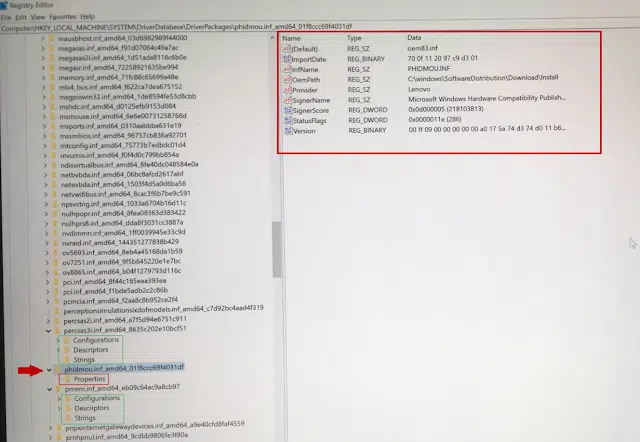 Registry Editor
File Edit View Favorites Help
Computer\HKEY_LOCAL_MACHINE\SYSTEM\DriverDatabase\DriverPackages\phidmou.inf_amd64_01f8ccc69f4031df
mausbhost.inf_amd64_03d6982989f44000
megasas.inf_amd64_f91d07064c49a7ac
megasas2i.inf_amd64_1d51ada8116c6b0e
megasr.inf_amd64_72258921635be994
memory.inf_amd64_71fc88c65699a48e
mlx4_bus.inf_amd64_f622ca7dea675152
msgpiowin32.inf_amd64_1de8594fe53d8cbb
mshdc.inf_amd64_d0125efb9153d084
msmouse.inf_amd64_6e6e00731258768d
msports.inf_amd64_0310aabbba631e19
mssmbios.inf_amd64_95757cb836a92701
mtconfig.inf_amd64_75773b7edbdc01d4
mvumis.inf_amd64_f0f4d0c799bb854a
ndisvirtualbus.inf_amd64_8fe40dc048584e0a
netbvbda.inf_amd64_06bc8afcd2617abf
netevbda.inf_amd64_1503f4d5a0d6ba56
netvwifibus.inf_amd64_8cac3f6b7be9c591
npsvctrig.inf_amd64_1033a6704b16d11c
nulhpopr.inf_amd64_8fea08363d383422
nulhprs8.inf_amd64_dda8f3031cc3887a
nvdimmn.inf_amd64_1ff0039945e33c9d
nvraid.inf_amd64_144351277838b429
ov5693.inf_amd64_8eb4a45168da1b59
ov7251.inf_amd64_9f5b645220e1e7bc
ov8865.inf_amd64_b04f1279793d116c
pci.inf_amd64_8f44c165eaa393ea
pci.inf_amd64_f1bde5adb2c2c86b
pcmcia.inf_amd64_f2aa8c8b952ce2f4
perceptionsimulationsixdofmodels.inf_amd64_c7d92bc4aad4f319
percsas2i.inf_amd64_a7f5d94e6751c911
percsas3i.inf_amd64_8635c202e10bcf51
Configurations
Descriptors
Strings
phidmou.inf_amd64_01f8ccc69f4031df
Properties
pmem.inf_amd64_eb09c64ac9a8cb97
Configurations
Descriptors
Strings
pnpxinternetgatewaydevices.inf_amd64_a9e40cfd8faf4559
prnhpnul.inf_amd64_9cdbb9806fe3f80a
Name Type Data
(Default) REG_SZ oem83.inf
ImportDate REG_BINARY 70 0f 11 20 97 c9 d3 01
InfName REG_SZ PHIDMOU.INF
OemPath REG_SZ C:\windows\SoftwareDistribution\Download\Install
Provider REG_SZ Lenovo
SignerName REG_SZ Microsoft Windows Hardware Compatibility Publish...
SignerScore REG_DWORD 0x0d000005 (218103813)
StatusFlags REG_DWORD 0x0000011e (286)
Version REG_BINARY 00 ff 09 00 00 00 00 00 a0 17 5a 74 d3 74 d0 11 b6...